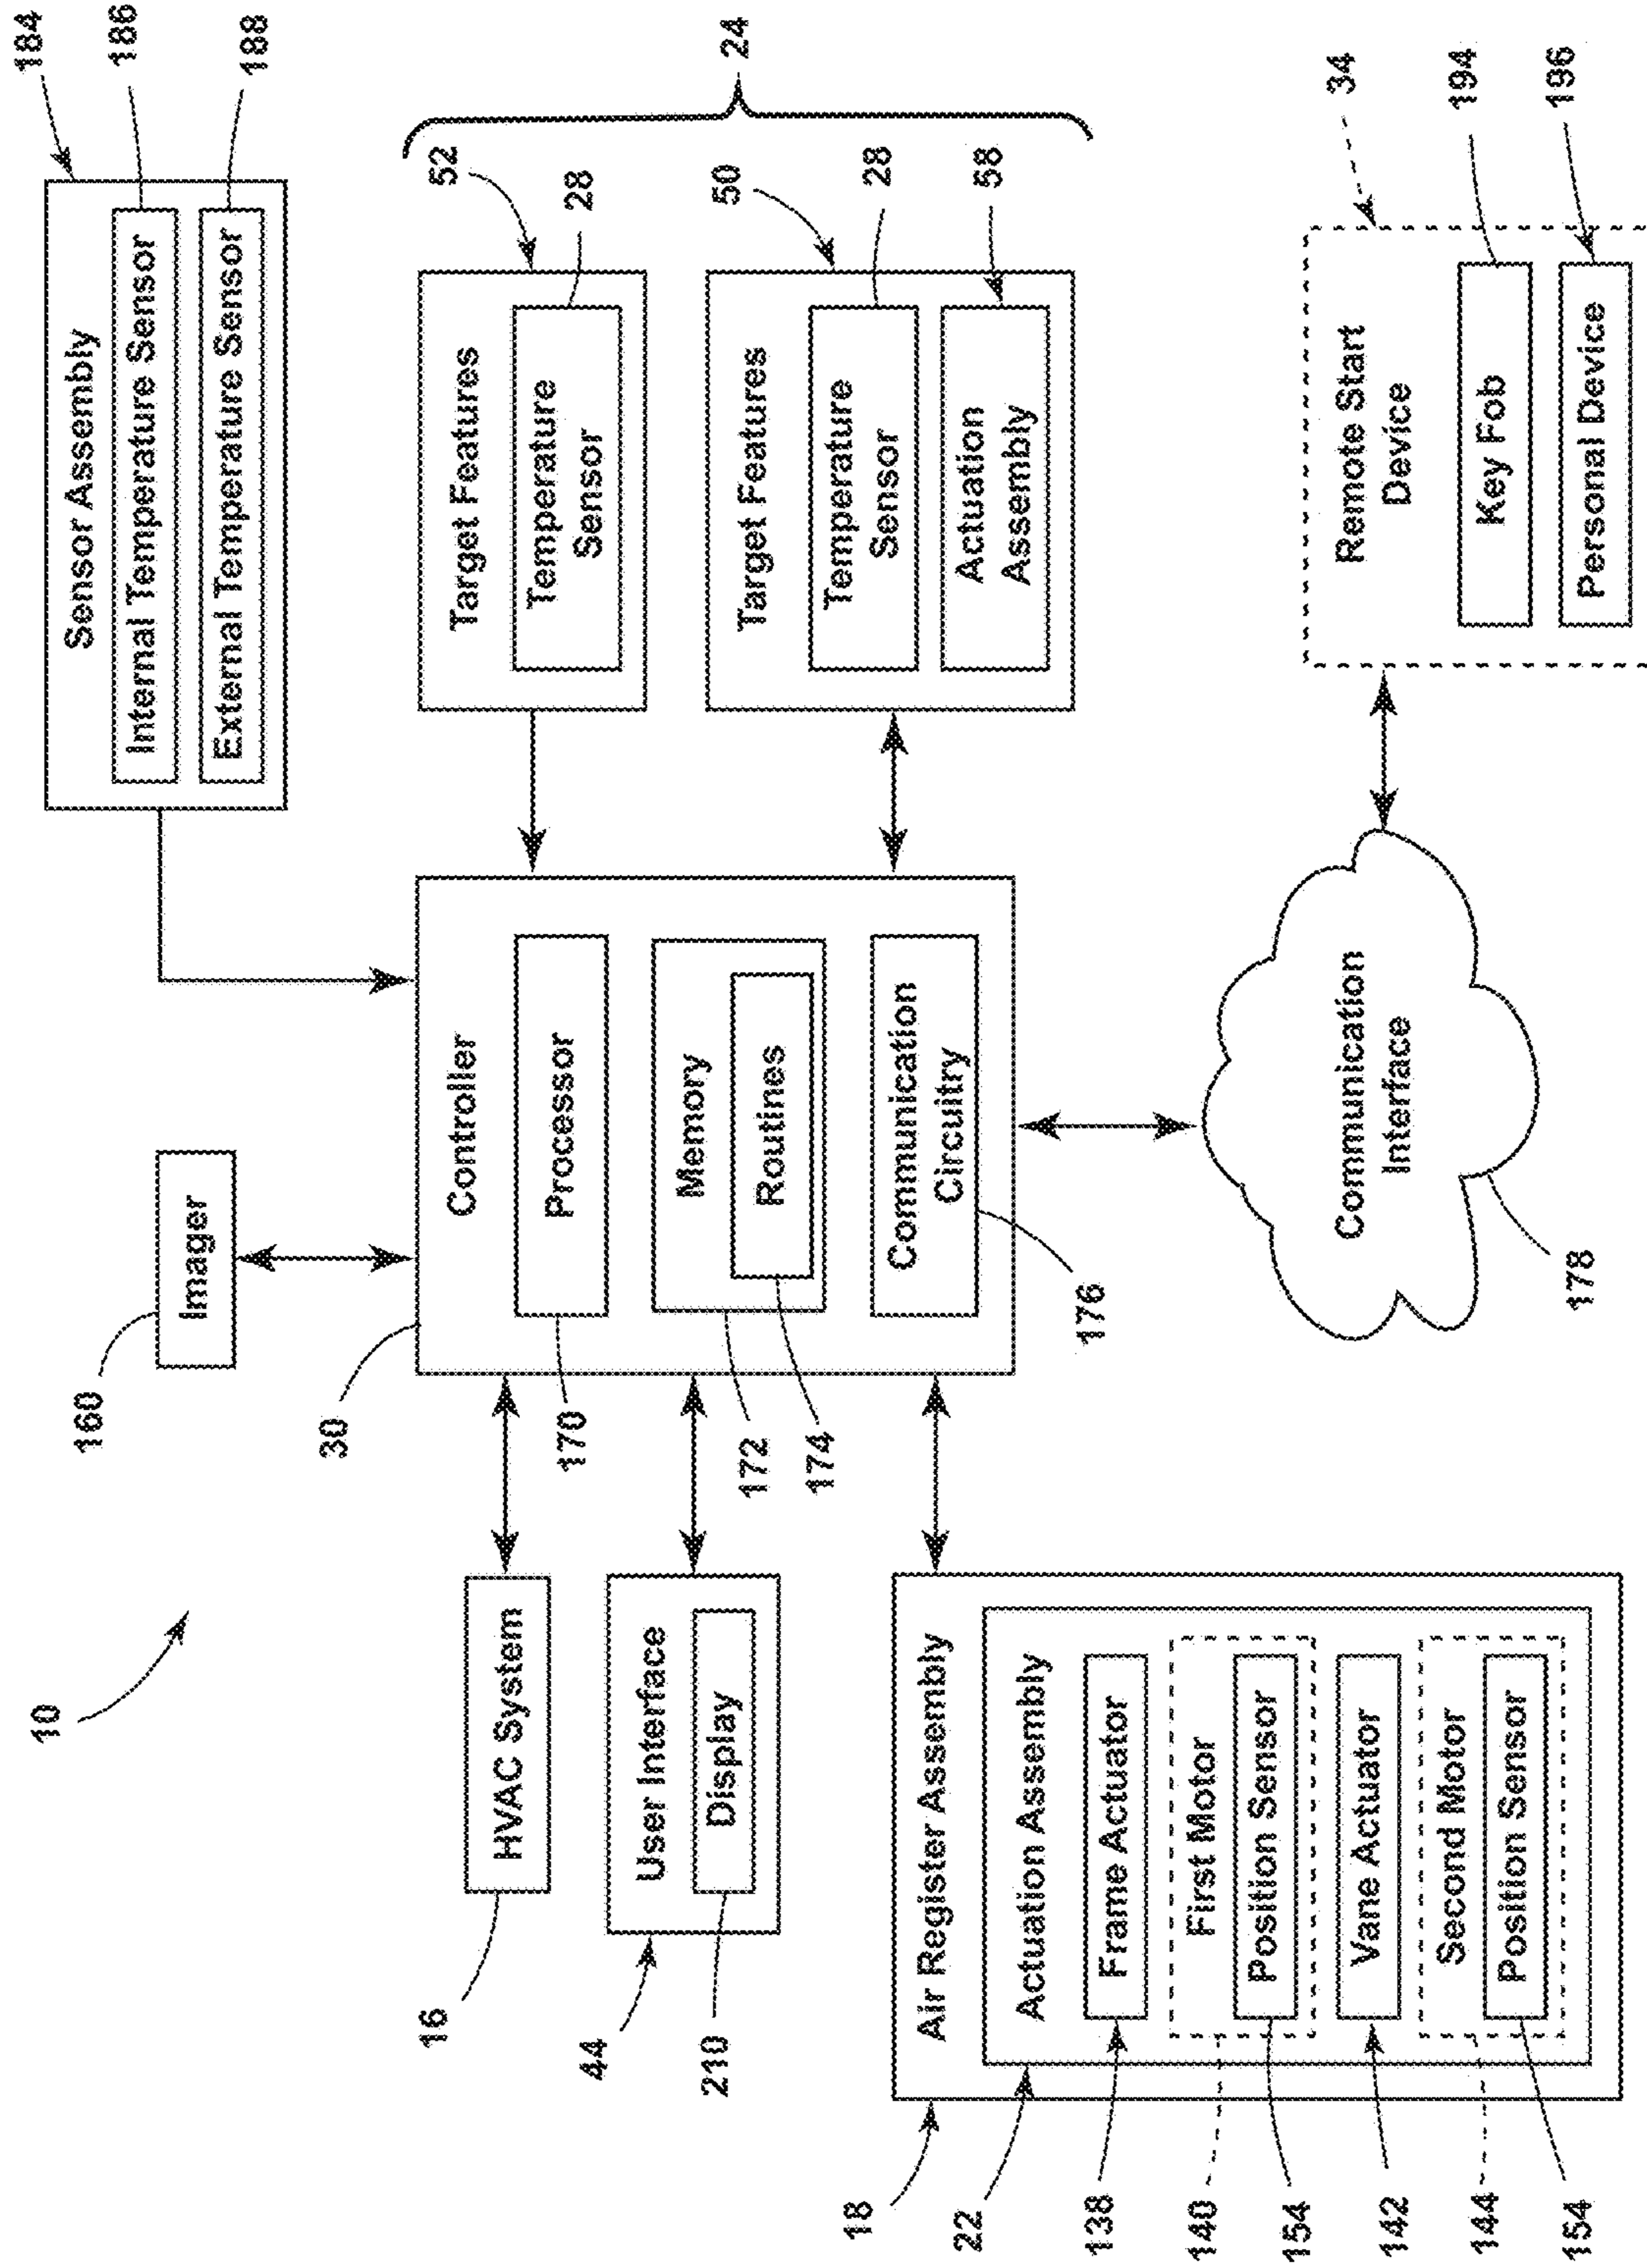 10
160
Imager
184
Sensor Assembly
186
Internal Temperature Sensor
188
External Temperature Sensor
16
HVAC System
44
User Interface
210
Display
30
Controller
170
Processor
172
Memory
174
Routines
176
Communication
Circuitry
52
Target Features
28
Temperature
Sensor
24
50
Target Features
28
Temperature
Sensor
58
Actuation
Assembly
18
Air Register Assembly
22
Actuation Assembly
138
Frame Actuator
140
First Motor
154
Position Sensor
142
Vane Actuator
144
Second Motor
154
Position Sensor
Communication
Interface
178
34
Remote Start
Device
194
Key Fob
196
Personal Device